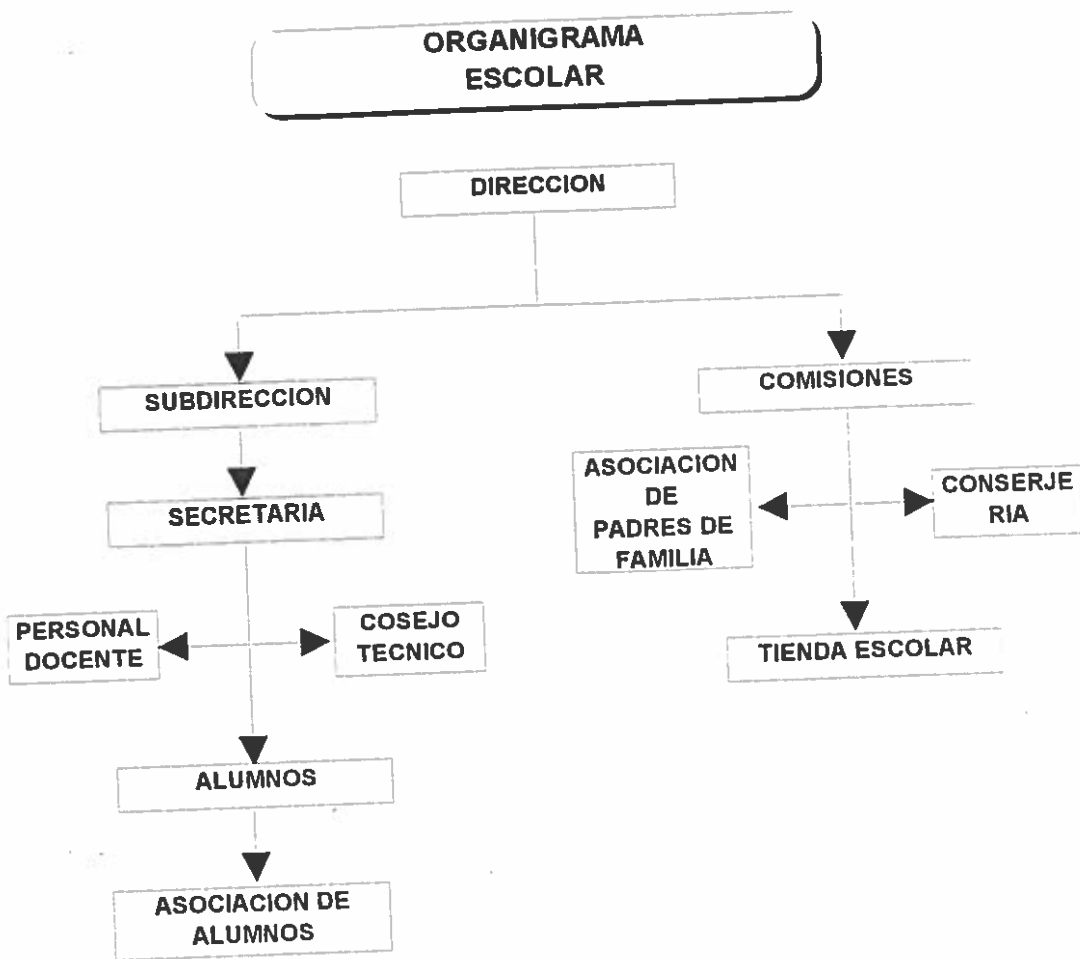 ORGANIGRAMA
ESCOLAR
DIRECCION
SUBDIRECCION
COMISIONES
SECRETARIA
ASOCIACION
DE
PADRES DE
FAMILIA
CONSERJE
RIA
PERSONAL
DOCENTE
COSEJO
TECNICO
TIENDA ESCOLAR
ALUMNOS
ASOCIACION DE
ALUMNOS